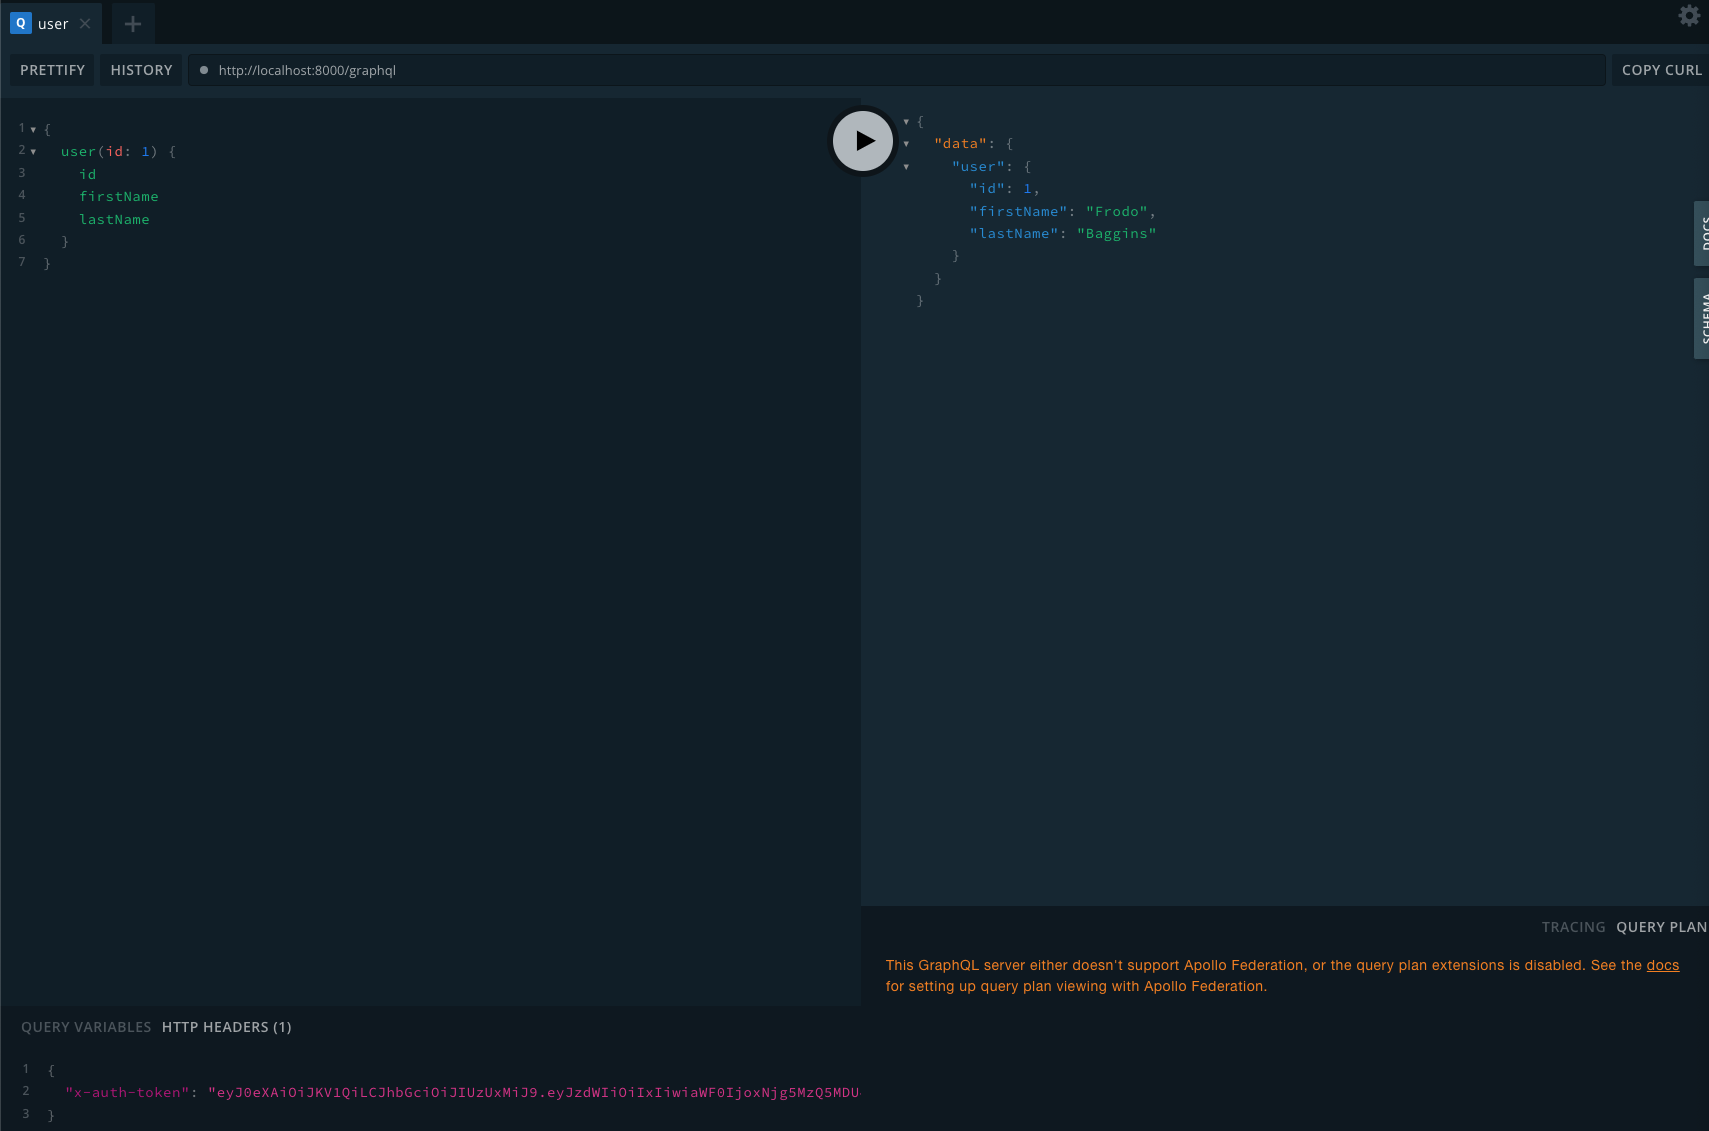 Q user
PRETTIFY HISTORY http://localhost:8000/graphql COPY CURL
1 {
2 user(id: 1) {
3 id
4 firstName
5 lastName
6 }
7 }
{
"data": {
"user": {
"id": 1,
"firstName": "Frodo",
"lastName": "Baggins"
}
}
}
DOCS
SCHEMA
TRACING QUERY PLAN
This GraphQL server either doesn't support Apollo Federation, or the query plan extensions is disabled. See the docs
for setting up query plan viewing with Apollo Federation.
QUERY VARIABLES HTTP HEADERS (1)
1 {
2 "x-auth-token": "eyJ0eXAiOiJKV1QiLCJhbGciOiJIUzUxMiJ9.eyJzdWIiOiIxIiwiaWF0IjoxNjg5MzQ5MDU
3 }